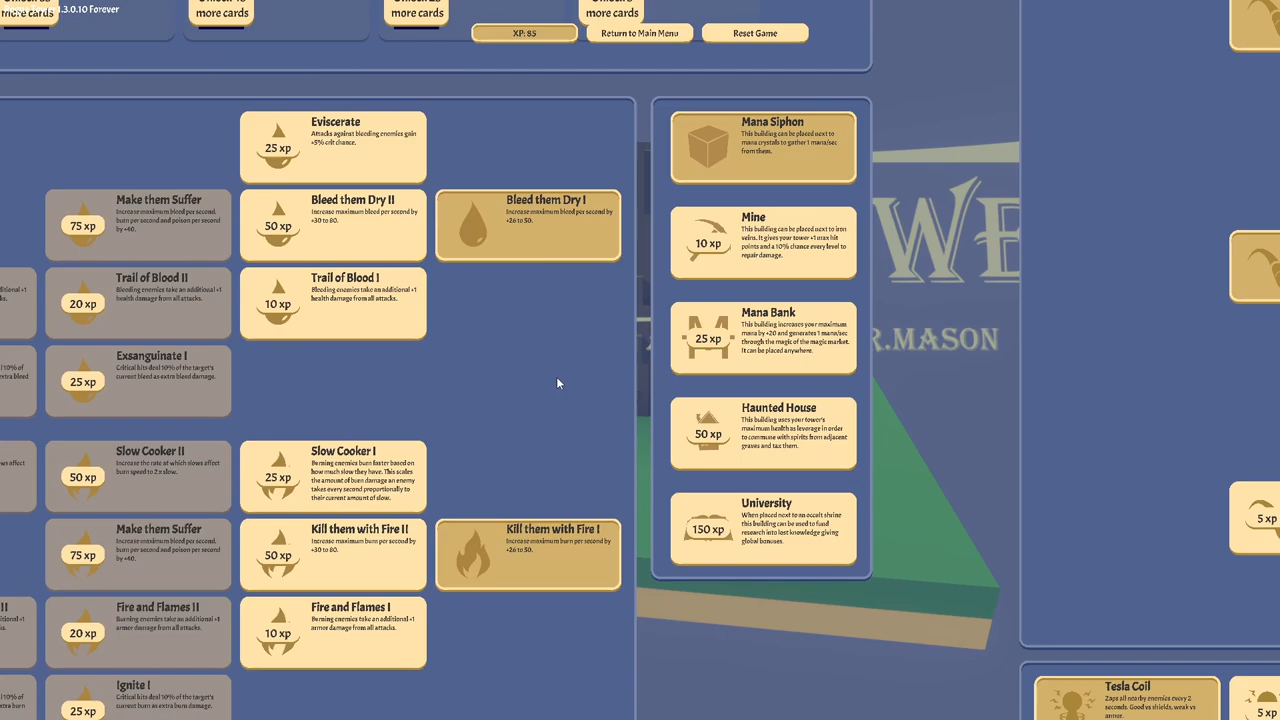 more cards
1.3.0.10 Forever
more cards
more cards
more cards
XP: 85
Return to Main Menu
Reset Game
Eviscerate
Attacks against bleeding enemies gain
+5% crit chance.
25 xp
Make them Suffer
Increase maximum bleed per second,
burn per second and poison per second
by +40.
75 xp
Bleed them Dry II
Increase maximum bleed per second by
+30 to 80.
50 xp
Bleed them Dry I
Increase maximum bleed per second by
+26 to 50.
Trail of Blood II
Bleeding enemies take an additional +1
health damage from all attacks.
20 xp
Trail of Blood I
Bleeding enemies take an additional +1
health damage from all attacks.
10 xp
Exsanguinate I
Critical hits deal 10% of the target's
current bleed as extra bleed damage.
25 xp
Slow Cooker II
Increase the rate at which slows affect
burn speed to 2 x slow.
50 xp
Slow Cooker I
Burning enemies burn faster based on
how much slow they have. This scales
the amount of burn damage an enemy
takes every second proportionally to
their current amount of slow.
25 xp
Make them Suffer
Increase maximum bleed per second,
burn per second and poison per second
by +40.
75 xp
Kill them with Fire II
Increase maximum burn per second by
+30 to 80.
50 xp
Kill them with Fire I
Increase maximum burn per second by
+26 to 50.
II
Fire and Flames II
Burning enemies take an additional +1
armor damage from all attacks.
20 xp
Fire and Flames I
Burning enemies take an additional +1
armor damage from all attacks.
10 xp
Ignite I
Critical hits deal 10% of the target's
current burn as extra burn damage.
25 xp
Mana Siphon
This building can be placed next to
mana crystals to gather 1 mana/sec
from them.
Mine
This building can be placed next to iron
veins. It gives your tower +1 max hit
points and a 10% chance every level to
repair damage.
10 xp
Mana Bank
This building increases your maximum
mana by +20 and generates 1 mana/sec
through the magic of the magic market.
It can be placed anywhere.
25 xp
Haunted House
This building uses your tower's
maximum health as leverage in order
to commune with spirits from adjacent
graves and tax them.
50 xp
University
When placed next to an occult shrine
this building can be used to fund
research into lost knowledge giving
global bonuses.
150 xp
WE
R.MASON
5 xp
Tesla Coil
Zaps all nearby enemies every 2
seconds. Good vs shields, weak vs
armor.
5 xp